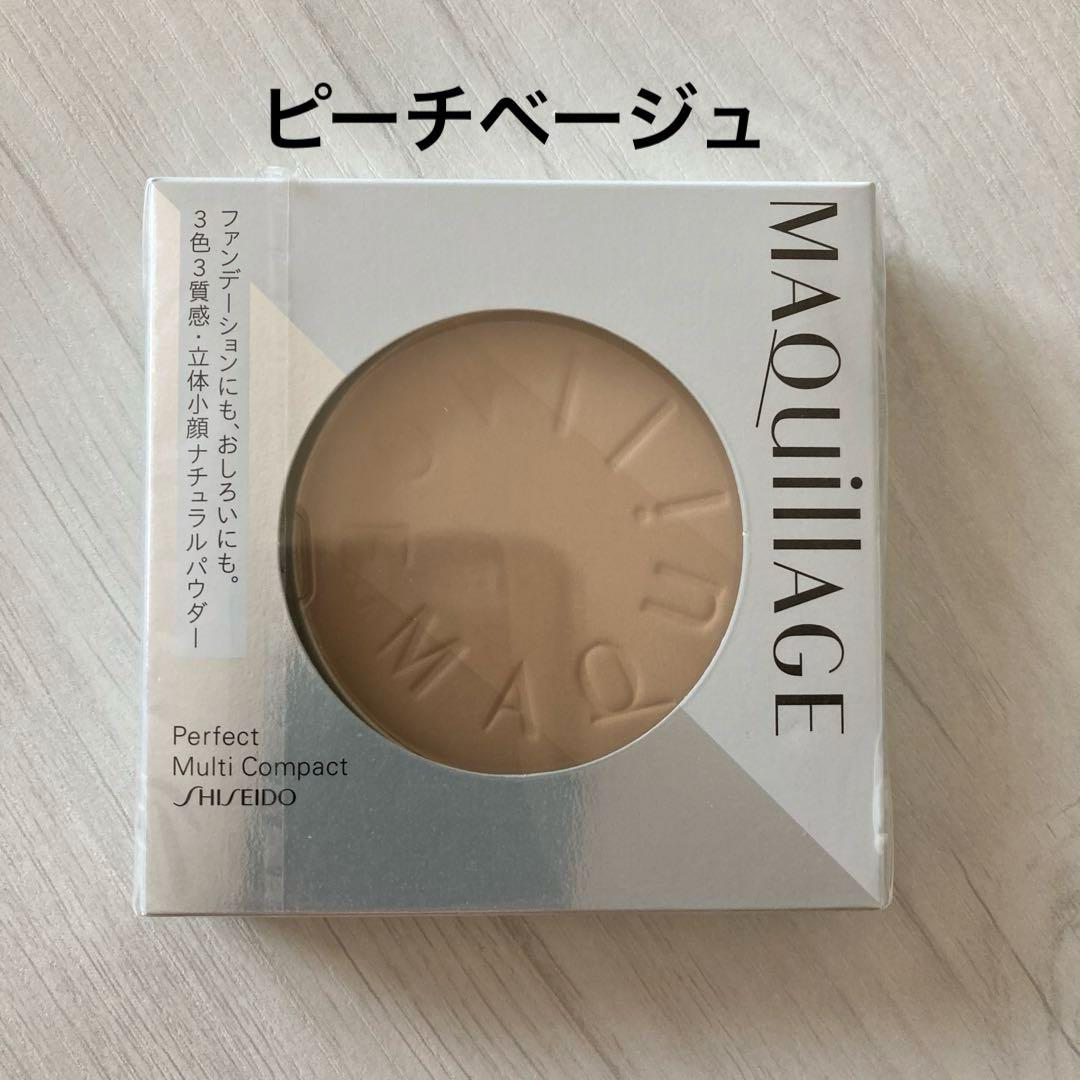 ピーチベージュ
MAQuillAGE
ファンデーションにも、おしろいにも。
3色3質感・立体小顔 ナチュラルパウダー
Perfect
Multi Compact
SHISEIDO